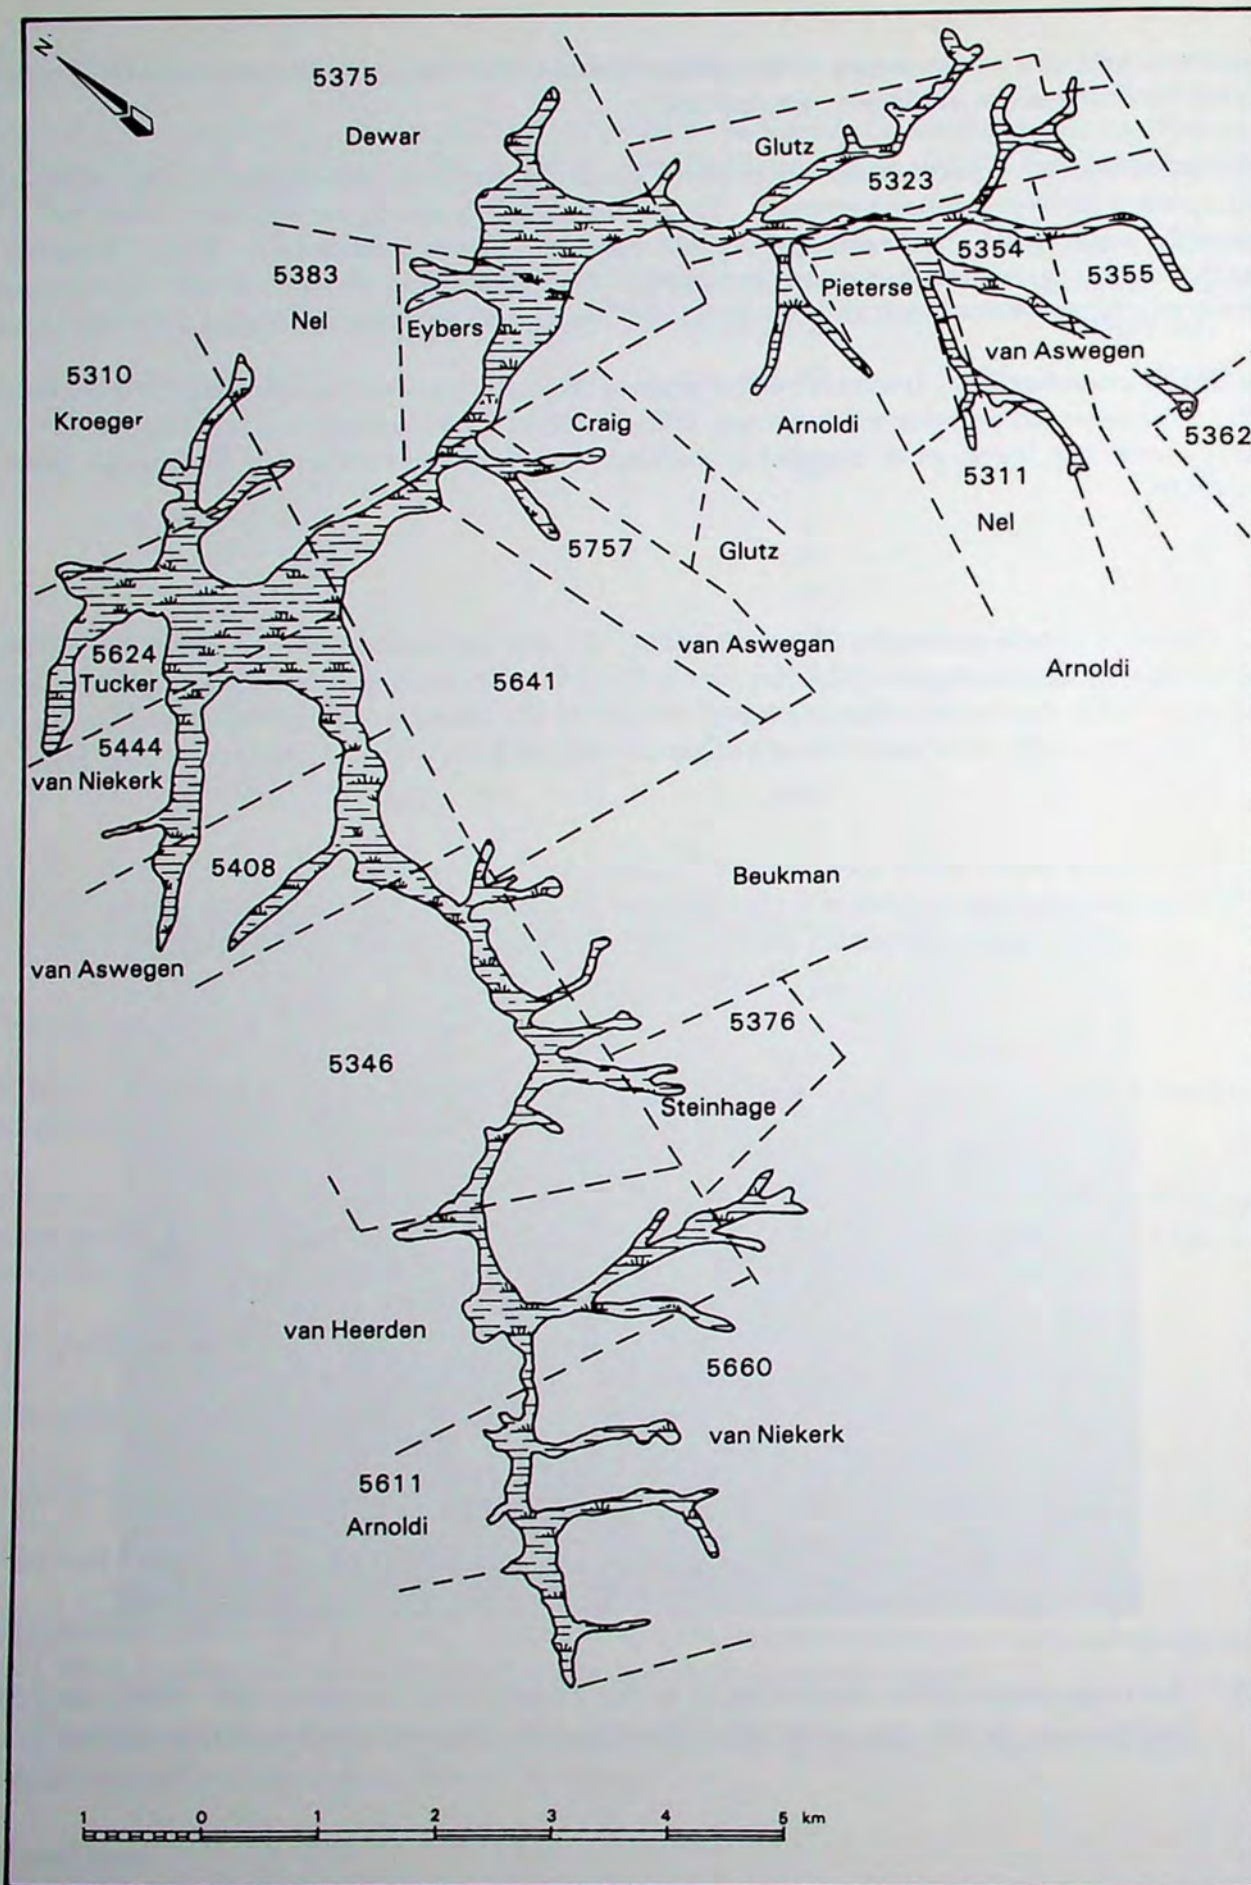 N.
5375
Dewar
Glutz
5323
5383
Nel
Eybers
5354
5355
Pieterse
van Aswegen
5310
Kroeger
Craig
Arnoldi
5362
5311
Nel
5757
Glutz
5624
Tucker
van Aswegan
5641
Arnoldi
5444
van Niekerk
5408
Beukman
van Aswegen
5376
5346
Steinhage
van Heerden
5660
van Niekerk
5611
Arnoldi
1 0 1 2 3 4 5 km